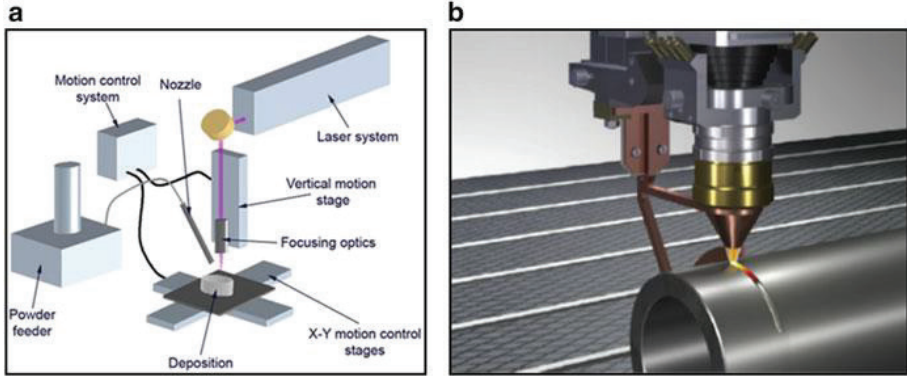 a
b
Motion control
system
Nozzle
Laser system
Vertical motion
stage
Focusing optics
Powder
feeder
X-Y motion control
stages
Deposition